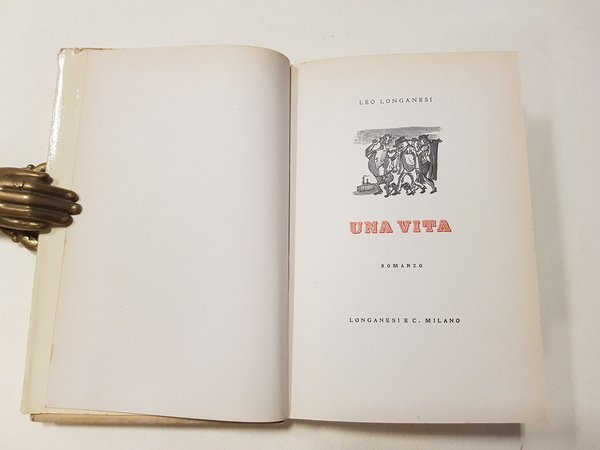 LEO LONGANESI
UNA VITA
ROMANZO
LONGANESI E C. MILANO